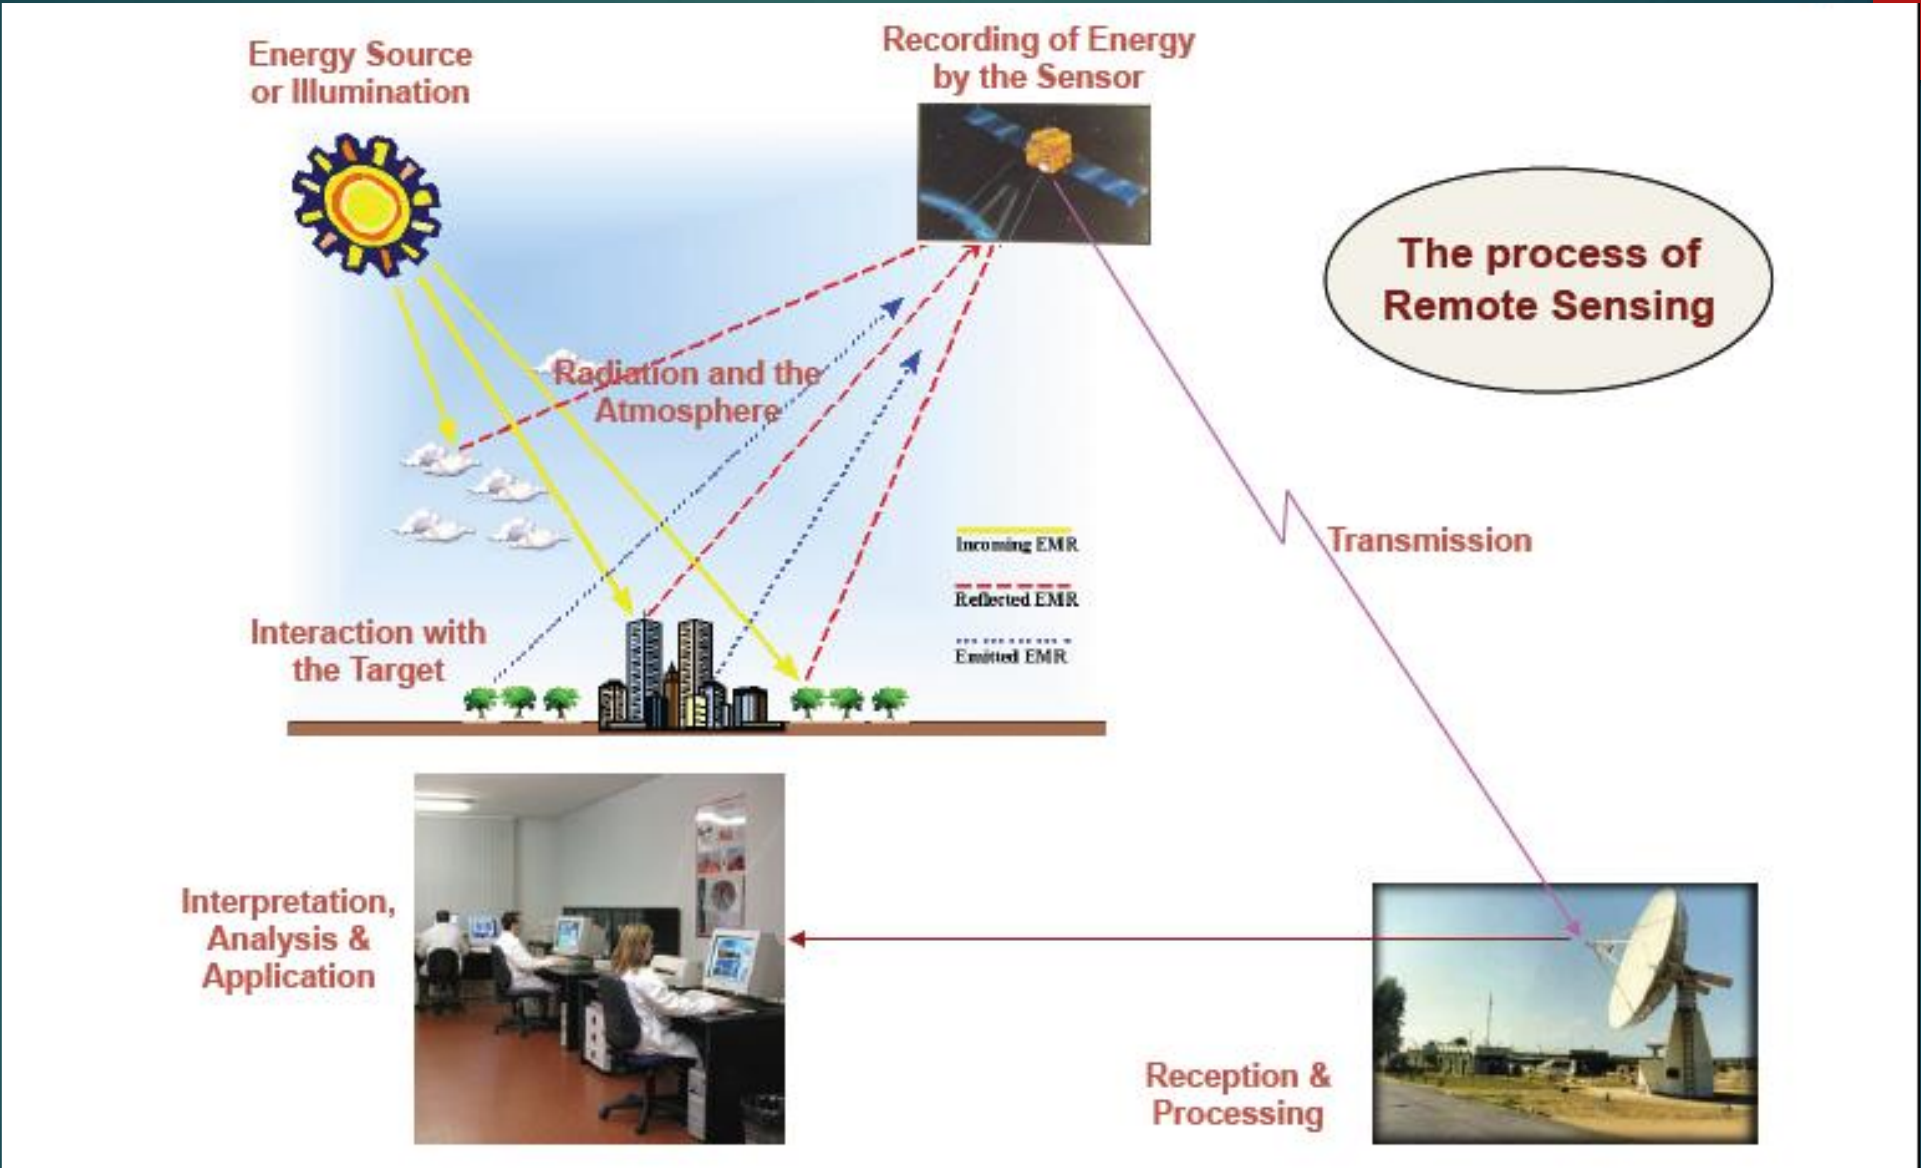 Energy Source
or Illumination
Recording of Energy
by the Sensor
The process of
Remote Sensing
Radiation and the
Atmosphere
Incoming EMR
Reflected EMR
Emitted EMR
Transmission
Interaction with
the Target
Interpretation,
Analysis &
Application
Reception &
Processing